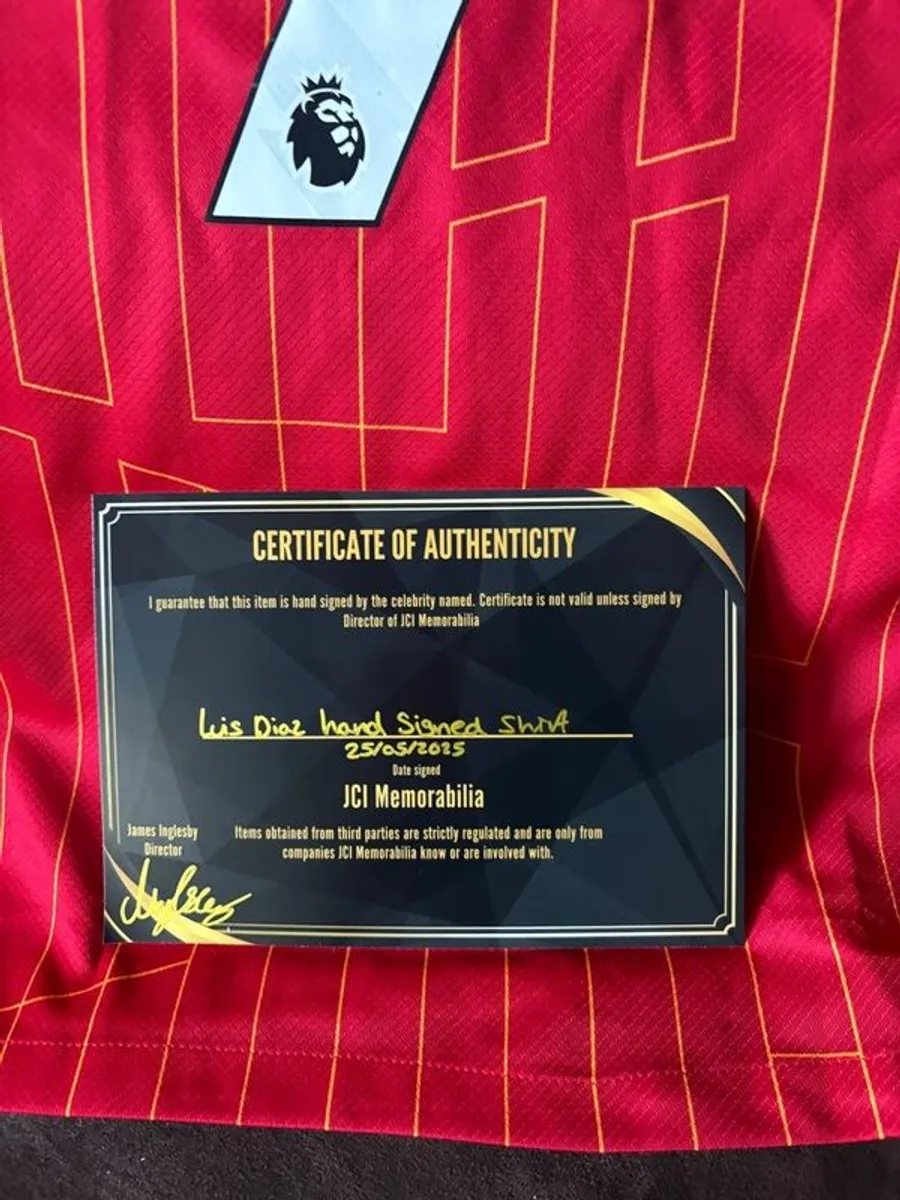 CERTIFICATE OF AUTHENTICITY
I guarantee that this item is hand signed by the celebrity named. Certificate is not valid unless signed by
Director of JCI Memorabilia
Luis Diaz hand Signed Shirt
25/05/2025
Date signed
JCI Memorabilia
James Inglesby
Director
Items obtained from third parties are strictly regulated and are only from
companies JCI Memorabilia know or are involved with.